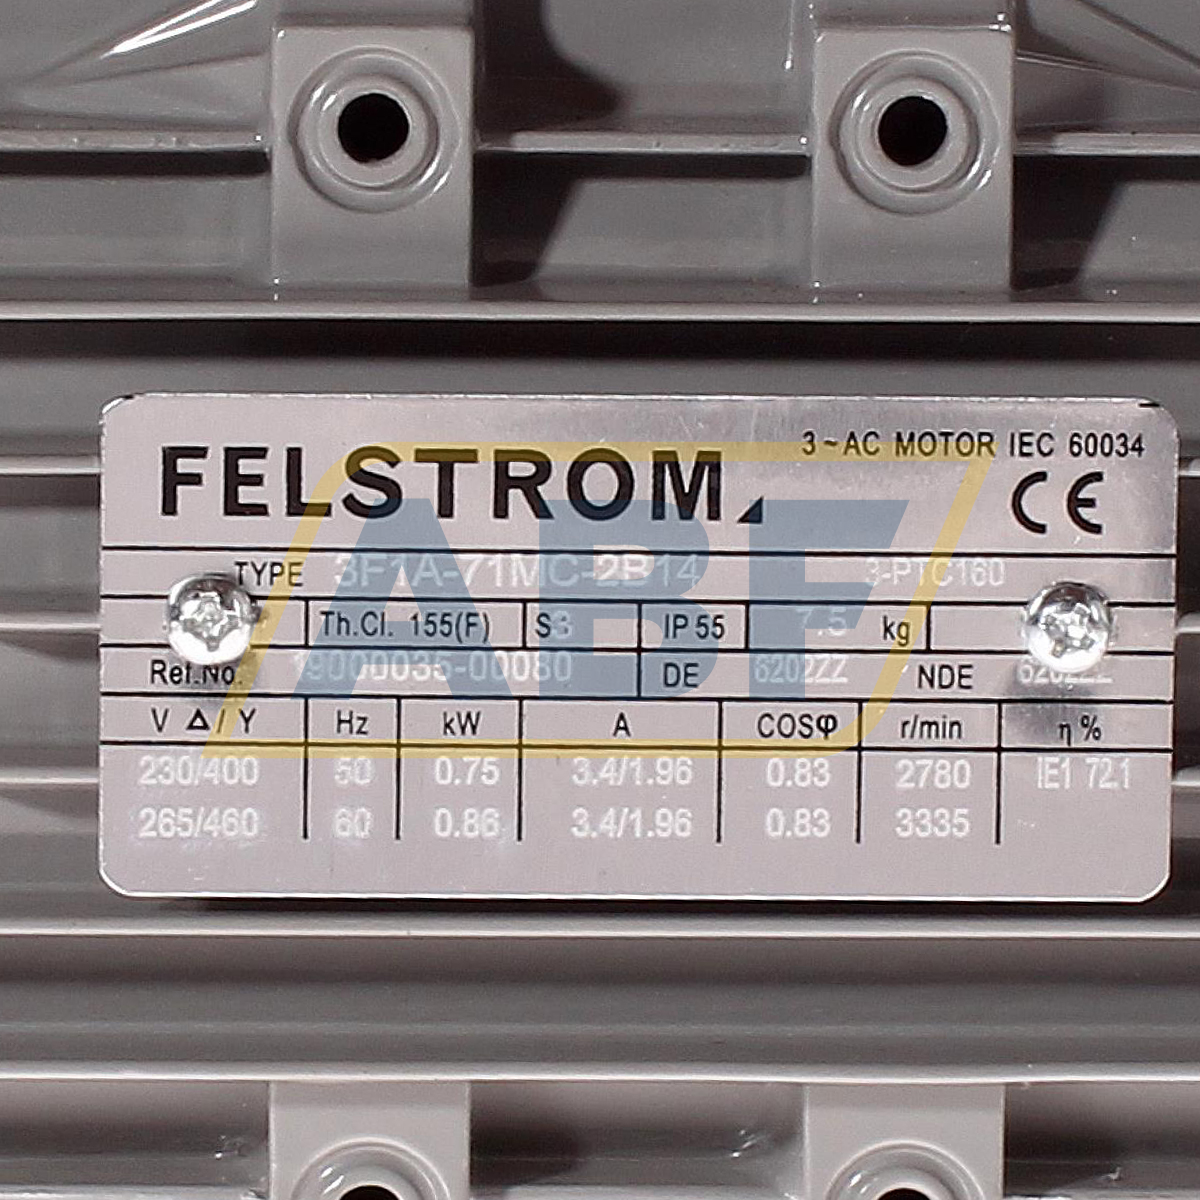 FELSTROM
3 ~ AC MOTOR IEC 60034
CE
TYPE 3F1A-71MC-2B14 3-PTC160
Th.Cl. 155(F) S3 IP 55 7.5 kg
Ref.No. 19000035-00080 DE 6202ZZ NDE 6202ZZ
V Δ / Y Hz kW A COSφ r/min η %
230/400 50 0.75 3.4/1.96 0.83 2780 IE1 72.1
265/460 60 0.86 3.4/1.96 0.83 3335
ABF